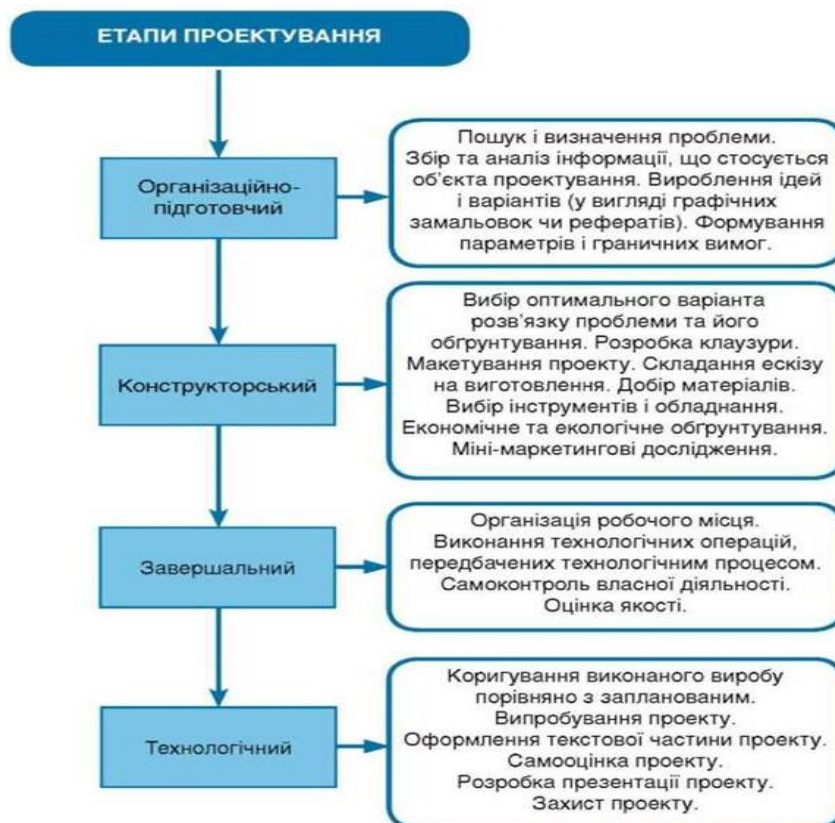 ЕТАПИ ПРОЕКТУВАННЯ
Організаційно-
підготовчий
Пошук і визначення проблеми.
Збір та аналіз інформації, що стосується
об'єкта проектування. Вироблення ідей
і варіантів (у вигляді графічних
замальовок чи рефератів). Формування
параметрів і граничних вимог.
Конструкторський
Вибір оптимального варіанта
розв'язку проблеми та його
обґрунтування. Розробка клаузури.
Макетування проекту. Складання ескізу
на виготовлення. Добір матеріалів.
Вибір інструментів і обладнання.
Економічне та екологічне обґрунтування.
Міні-маркетингові дослідження.
Завершальний
Організація робочого місця.
Виконання технологічних операцій,
передбачених технологічним процесом.
Самоконтроль власної діяльності.
Оцінка якості.
Технологічний
Коригування виконаного виробу
порівняно з запланованим.
Випробування проекту.
Оформлення текстової частини проекту.
Самооцінка проекту.
Розробка презентації проекту.
Захист проекту.